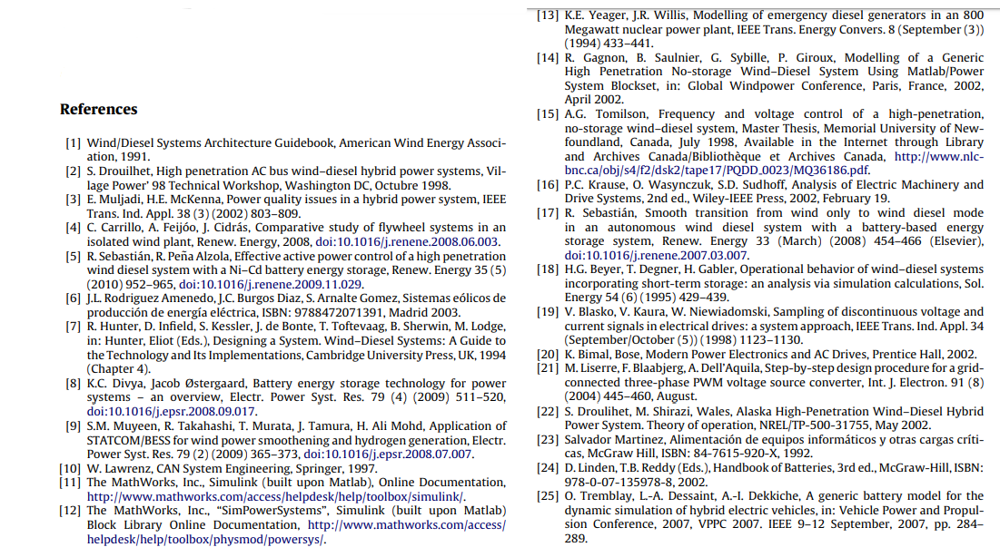 References
[1] Wind/Diesel Systems Architecture Guidebook, American Wind Energy Associ-
ation, 1991.
[2] S. Drouilhet, High penetration AC bus wind–diesel hybrid power systems, Vil-
lage Power' 98 Technical Workshop, Washington DC, Octubre 1998.
[3] E. Muljadi, H.E. McKenna, Power quality issues in a hybrid power system, IEEE
Trans. Ind. Appl. 38 (3) (2002) 803–809.
[4] C. Carrillo, A. Feijóo, J. Cidrás, Comparative study of flywheel systems in an
isolated wind plant, Renew. Energy, 2008, doi:10.1016/j.renene.2008.06.003.
[5] R. Sebastián, R. Peña Alzola, Effective active power control of a high penetration
wind diesel system with a Ni–Cd battery energy storage, Renew. Energy 35 (5)
(2010) 952–965, doi:10.1016/j.renene.2009.11.029.
[6] J.L. Rodriguez Amenedo, J.C. Burgos Diaz, S. Arnalte Gomez, Sistemas eólicos de
producción de energía eléctrica, ISBN: 9788472071391, Madrid 2003.
[7] R. Hunter, D. Infield, S. Kessler, J. de Bonte, T. Toftevaag, B. Sherwin, M. Lodge,
in: Hunter, Eliot (Eds.), Designing a System. Wind–Diesel Systems: A Guide to
the Technology and Its Implementations, Cambridge University Press, UK, 1994
(Chapter 4).
[8] K.C. Divya, Jacob Østergaard, Battery energy storage technology for power
systems – an overview, Electr. Power Syst. Res. 79 (4) (2009) 511–520,
doi:10.1016/j.epsr.2008.09.017.
[9] S.M. Muyeen, R. Takahashi, T. Murata, J. Tamura, H. Ali Mohd, Application of
STATCOM/BESS for wind power smoothening and hydrogen generation, Electr.
Power Syst. Res. 79 (2) (2009) 365–373, doi:10.1016/j.epsr.2008.07.007.
[10] W. Lawrenz, CAN System Engineering, Springer, 1997.
[11] The MathWorks, Inc., Simulink (built upon Matlab), Online Documentation,
http://www.mathworks.com/access/helpdesk/help/toolbox/simulink/.
[12] The MathWorks, Inc., "SimPowerSystems", Simulink (built upon Matlab)
Block Library Online Documentation, http://www.mathworks.com/access/
helpdesk/help/toolbox/physmod/powersys/.
[13] K.E. Yeager, J.R. Willis, Modelling of emergency diesel generators in an 800
Megawatt nuclear power plant, IEEE Trans. Energy Convers. 8 (September (3))
(1994) 433–441.
[14] R. Gagnon, B. Saulnier, G. Sybille, P. Giroux, Modelling of a Generic
High Penetration No-storage Wind–Diesel System Using Matlab/Power
System Blockset, in: Global Windpower Conference, Paris, France, 2002,
April 2002.
[15] A.G. Tomilson, Frequency and voltage control of a high-penetration,
no-storage wind–diesel system, Master Thesis, Memorial University of New-
foundland, Canada, July 1998, Available in the Internet through Library
and Archives Canada/Bibliothèque et Archives Canada, http://www.nlc-
bnc.ca/obj/s4/f2/dsk2/tape17/PQDD_0023/MQ36186.pdf.
[16] P.C. Krause, O. Wasynczuk, S.D. Sudhoff, Analysis of Electric Machinery and
Drive Systems, 2nd ed., Wiley-IEEE Press, 2002, February 19.
[17] R. Sebastián, Smooth transition from wind only to wind diesel mode
in an autonomous wind diesel system with a battery-based energy
storage system, Renew. Energy 33 (March) (2008) 454–466 (Elsevier),
doi:10.1016/j.renene.2007.03.007.
[18] H.G. Beyer, T. Degner, H. Gabler, Operational behavior of wind–diesel systems
incorporating short-term storage: an analysis via simulation calculations, Sol.
Energy 54 (6) (1995) 429–439.
[19] V. Blasko, V. Kaura, W. Niewiadomski, Sampling of discontinuous voltage and
current signals in electrical drives: a system approach, IEEE Trans. Ind. Appl. 34
(September/October (5)) (1998) 1123–1130.
[20] K. Bimal, Bose, Modern Power Electronics and AC Drives, Prentice Hall, 2002.
[21] M. Liserre, F. Blaabjerg, A. Dell'Aquila, Step-by-step design procedure for a grid-
connected three-phase PWM voltage source converter, Int. J. Electron. 91 (8)
(2004) 445–460, August.
[22] S. Droulihet, M. Shirazi, Wales, Alaska High-Penetration Wind–Diesel Hybrid
Power System. Theory of operation, NREL/TP-500-31755, May 2002.
[23] Salvador Martinez, Alimentación de equipos informáticos y otras cargas críti-
cas, McGraw Hill, ISBN: 84-7615-920-X, 1992.
[24] D. Linden, T.B. Reddy (Eds.), Handbook of Batteries, 3rd ed., McGraw-Hill, ISBN:
978-0-07-135978-8, 2002.
[25] O. Tremblay, L.-A. Dessaint, A.-I. Dekkiche, A generic battery model for the
dynamic simulation of hybrid electric vehicles, in: Vehicle Power and Propul-
sion Conference, 2007, VPPC 2007. IEEE 9–12 September, 2007, pp. 284–
289.